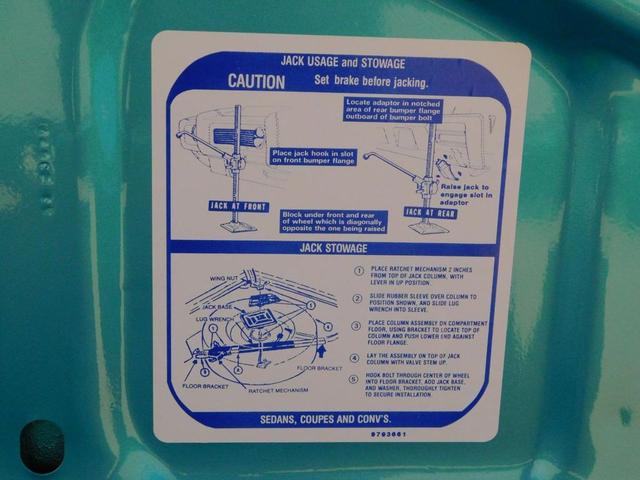 JACK USAGE and STOWAGE
CAUTION Set brake before jacking.
Locate adaptor in notched
area of rear bumper flange
outboard of bumper bolt
Place jack hook in slot
on front bumper flange
Raise jack to
engage slot in
adaptor
JACK AT FRONT
JACK AT REAR
Block under front and rear
of wheel which is diagonally
opposite the one being raised
JACK STOWAGE
WING NUT
JACK BASE
LUG WRENCH
FLOOR BRACKET
FLOOR BRACKET
RATCHET MECHANISM
1 PLACE RATCHET MECHANISM 2 INCHES
FROM TOP OF JACK COLUMN, WITH
LEVER IN UP POSITION.
2 SLIDE RUBBER SLEEVE OVER COLUMN TO
POSITION SHOWN, AND SLIDE LUG
WRENCH INTO SLEEVE.
3 PLACE COLUMN ASSEMBLY ON COMPARTMENT
FLOOR, USING BRACKET TO LOCATE TOP OF
COLUMN AND PUSH LOWER END AGAINST
FLOOR FLANGE.
4 LAY THE ASSEMBLY ON TOP OF JACK
COLUMN WITH VALVE STEM UP.
5 HOOK BOLT THROUGH CENTER OF WHEEL
INTO FLOOR BRACKET, ADD JACK BASE,
AND WASHER, THOROUGHLY TIGHTEN
TO SECURE INSTALLATION.
SEDANS, COUPES AND CONV'S.
9793661